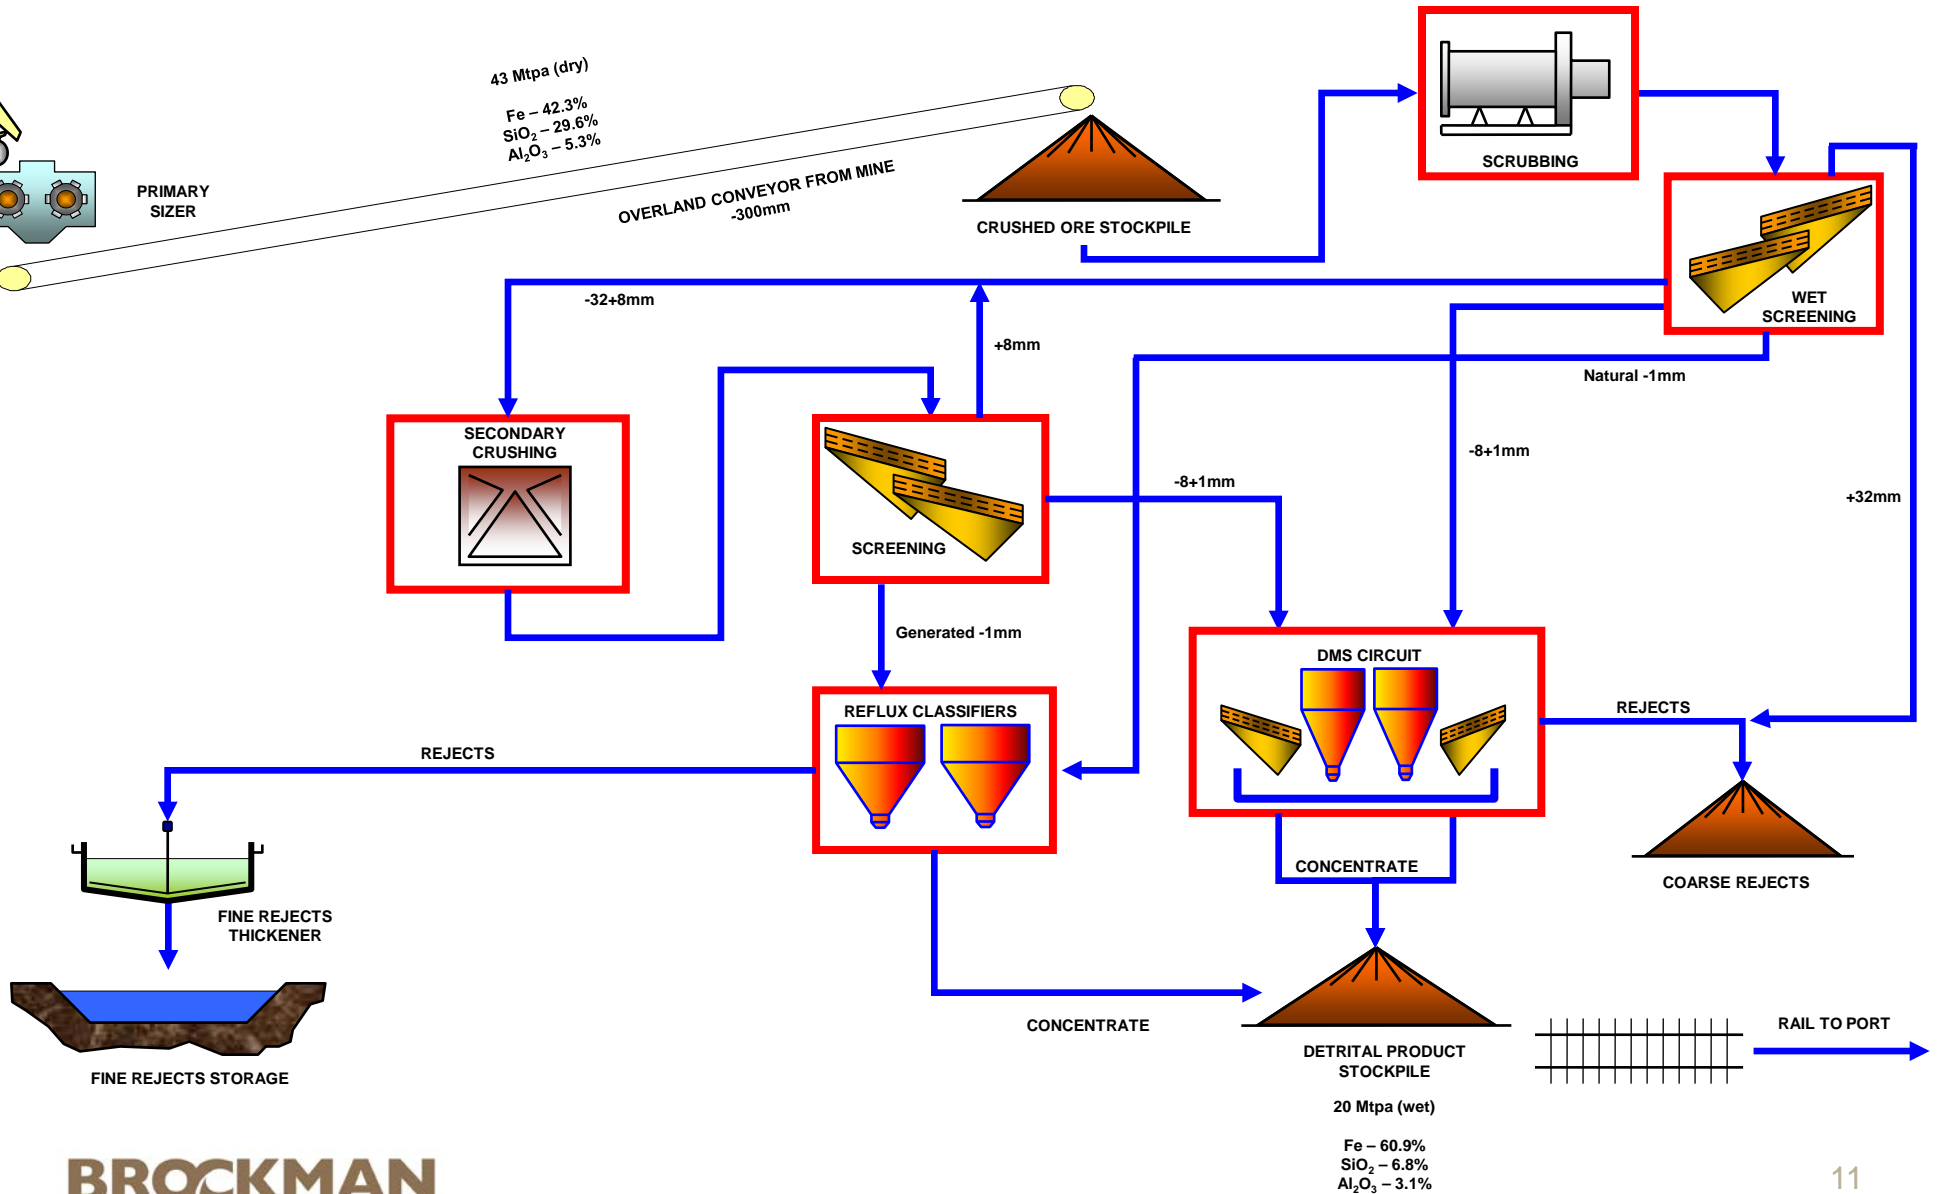 43 Mtpa (dry)
Fe – 42.3%
SiO₂ – 29.6%
Al₂O₃ – 5.3%
PRIMARY
SIZER
OVERLAND CONVEYOR FROM MINE
-300mm
CRUSHED ORE STOCKPILE
SCRUBBING
WET
SCREENING
-32+8mm
+8mm
Natural -1mm
SECONDARY
CRUSHING
-8+1mm
-8+1mm
+32mm
SCREENING
Generated -1mm
DMS CIRCUIT
REFLUX CLASSIFIERS
REJECTS
REJECTS
CONCENTRATE
COARSE REJECTS
FINE REJECTS
THICKENER
CONCENTRATE
RAIL TO PORT
DETRITAL PRODUCT
STOCKPILE
FINE REJECTS STORAGE
20 Mtpa (wet)
Fe – 60.9%
SiO₂ – 6.8%
Al₂O₃ – 3.1%
BROCKMAN
11